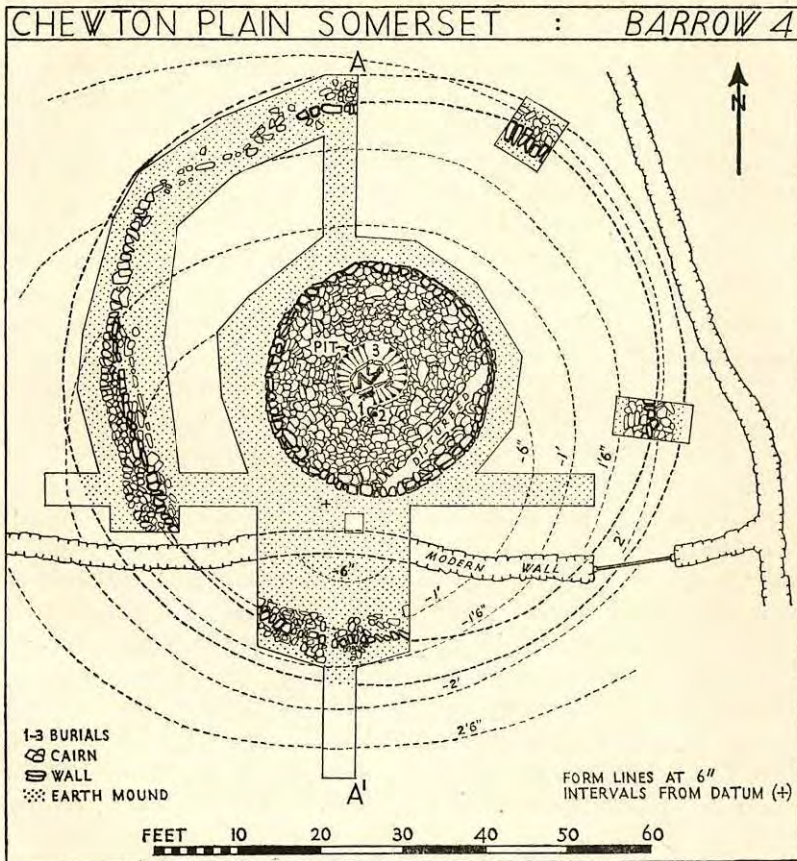 CHEWTON PLAIN SOMERSET : BARROW 4
A
N
PIT
3
1 & 2
DISTURBED
-6"
-1'
1'6"
2'
MODERN WALL
-6"
-1'
-1'6"
-2'
2'6"
1-3 BURIALS
CAIRN
WALL
EARTH MOUND
A'
FORM LINES AT 6"
INTERVALS FROM DATUM (+)
FEET 10 20 30 40 50 60